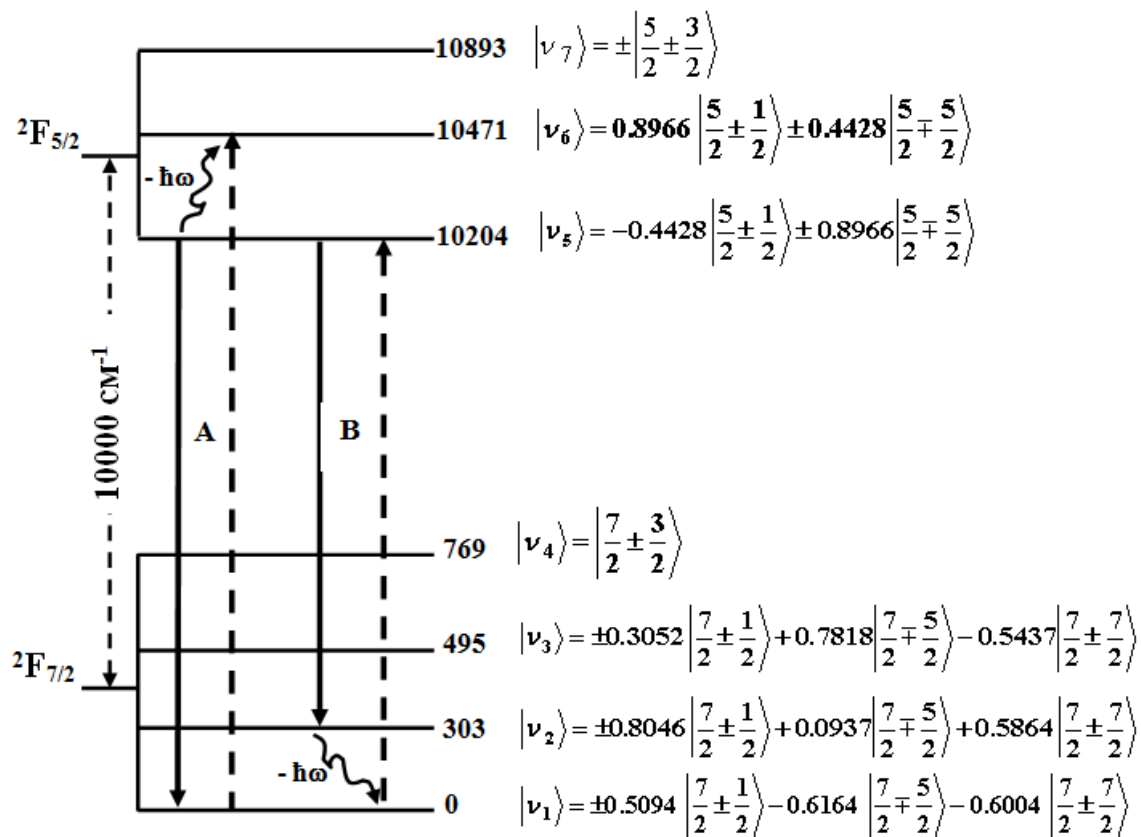 10893 |ν₇⟩ = ±|5/2 ± 3/2⟩
²F₅/₂
10471 |ν₆⟩ = 0.8966|5/2 ± 1/2⟩ ± 0.4428|5/2 ∓ 5/2⟩
- ħω
10204 |ν₅⟩ = −0.4428|5/2 ± 1/2⟩ ± 0.8966|5/2 ∓ 5/2⟩
10000 см⁻¹
A
B
769 |ν₄⟩ = |7/2 ± 3/2⟩
495 |ν₃⟩ = ±0.3052|7/2 ± 1/2⟩ + 0.7818|7/2 ∓ 5/2⟩ − 0.5437|7/2 ± 7/2⟩
²F₇/₂
303 |ν₂⟩ = ±0.8046|7/2 ± 1/2⟩ + 0.0937|7/2 ∓ 5/2⟩ + 0.5864|7/2 ± 7/2⟩
- ħω
0 |ν₁⟩ = ±0.5094|7/2 ± 1/2⟩ − 0.6164|7/2 ∓ 5/2⟩ − 0.6004|7/2 ± 7/2⟩